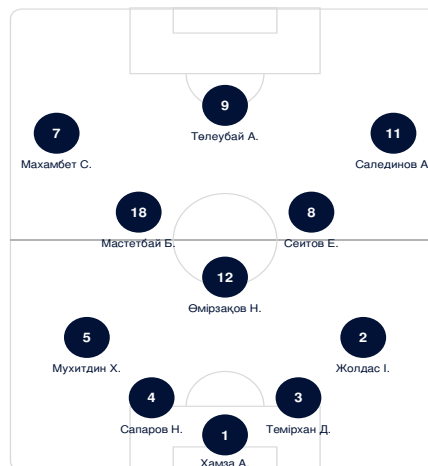 9
Төлеубай А.
7
Махамбет С.
11
Салединов А
18
Мастетбай Б.
8
Сеитов Е.
12
Өмірзақов Н.
5
Мухитдин Х.
2
Жолдас І.
4
Сапаров Н.
3
Темірхан Д.
1
Хамза А